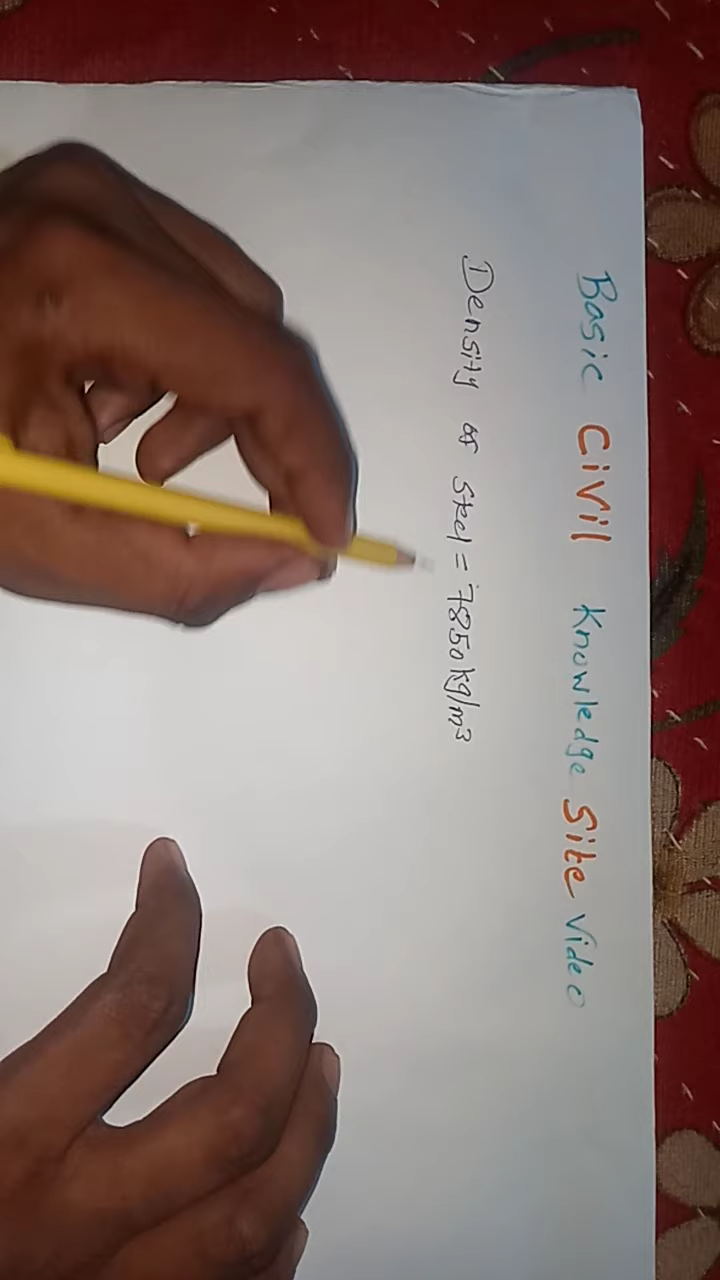 Basic Civil Knowledge Site Video
Density of Steel = 7850 kg/m³